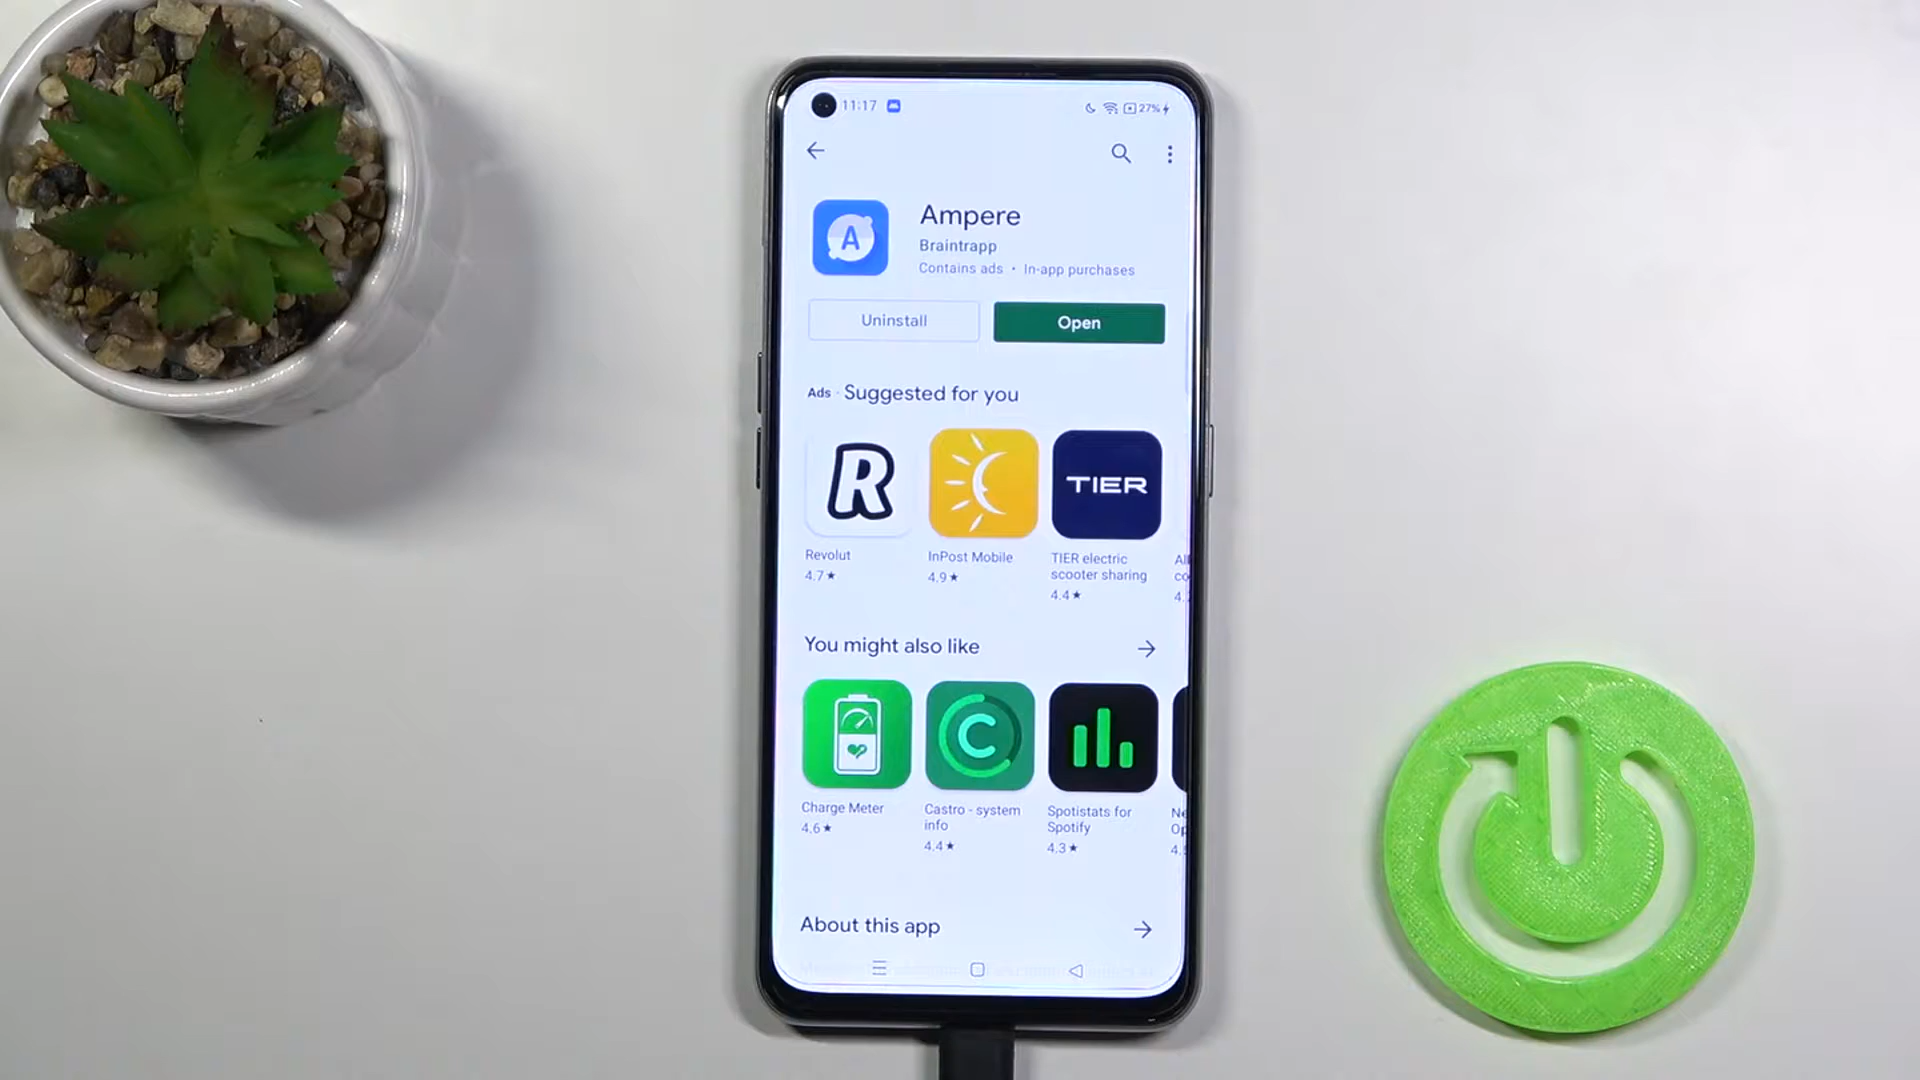 11:17
27%
Ampere
Braintrapp
Contains ads • In-app purchases
Uninstall
Open
Ads · Suggested for you
R
TIER
Revolut
InPost Mobile
TIER electric
scooter sharing
4.7★
4.9★
4.4★
You might also like
C
Charge Meter
Castro - system
info
Spotistats for
Spotify
4.6★
4.4★
4.3★
About this app